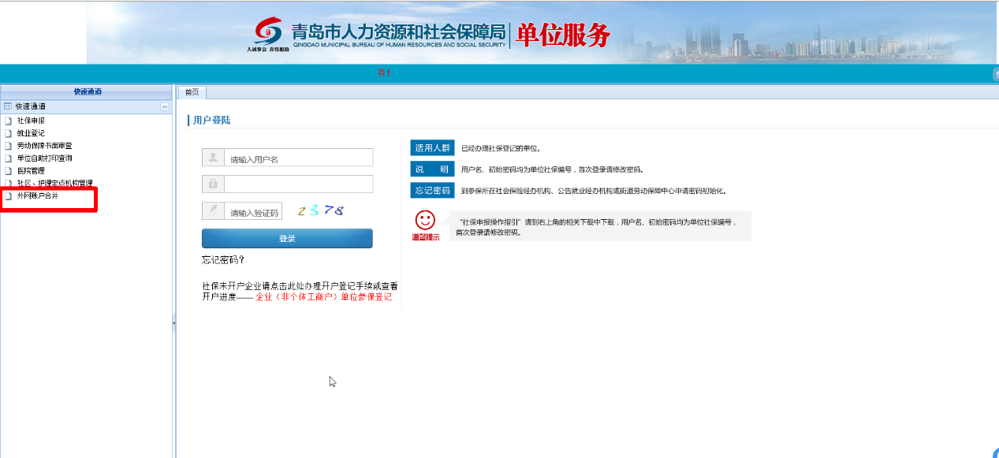 青岛市人力资源和社会保障局
QINGDAO MUNICIPAL BUREAU OF HUMAN RESOURCES AND SOCIAL SECURITY
单位服务
人诚事公 真情相助
务！
快速通道
快速通道
社保申报
就业登记
劳动保障书面审查
单位自助打印查询
医院管理
社区、护理定点机构管理
外网账户合并
首页
用户登陆
请输入用户名
请输入验证码
2378
登录
忘记密码？
社保未开户企业请点击此处办理开户登记手续或查看
开户进度—— 企业（非个体工商户）单位参保登记
适用人群 已经办理社保登记的单位。
说 明 用户名、初始密码均为单位社保编号，首次登录请修改密码。
忘记密码 到参保所在社会保险经办机构、公告就业经办机构或街道劳动保障中心申请密码初始化。
温馨提示
“社保申报操作指引”请到右上角的相关下载中下载，用户名、初始密码均为单位社保编号，
首次登录请修改密码。